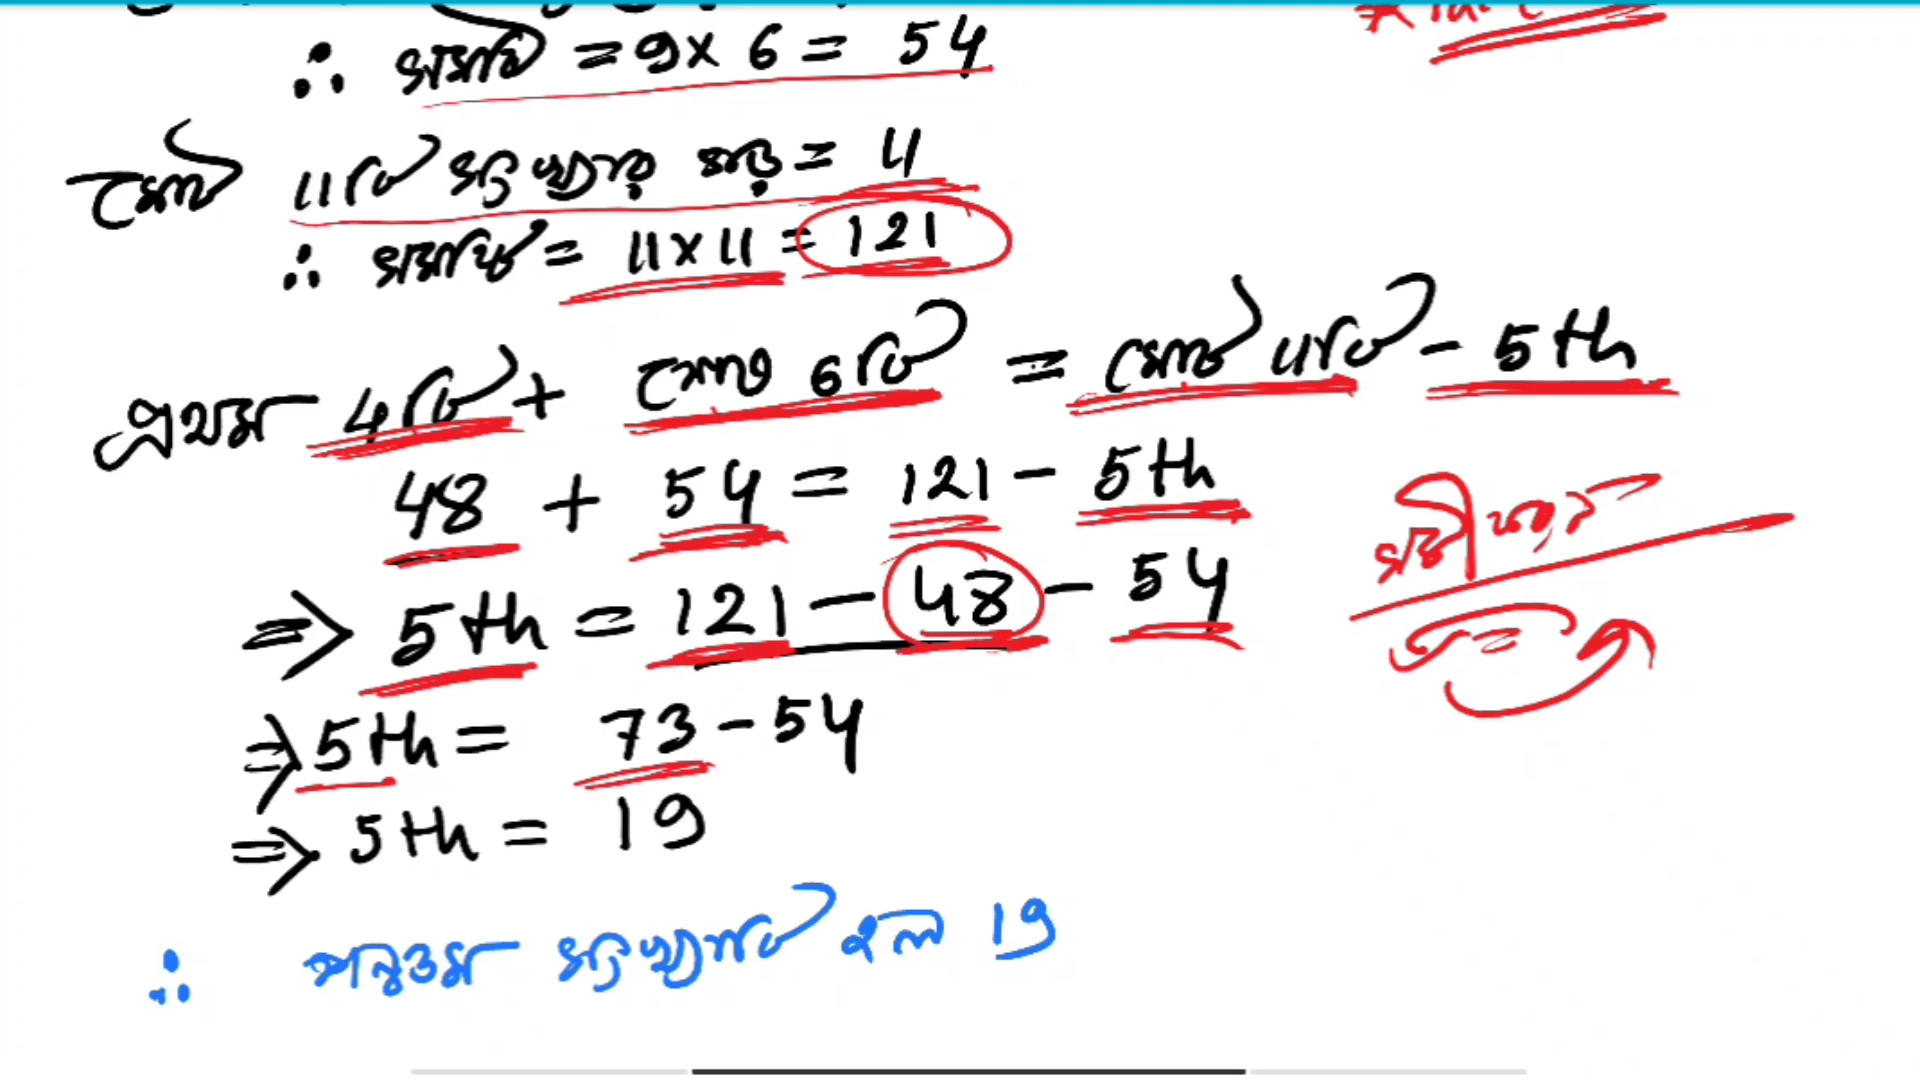 ∴ সমষ্টি = 9 x 6 = 54
মোট 11টি সংখ্যার গড় = 11
∴ সমষ্টি = 11 x 11 = 121
প্রথম 4টি + শেষ 6টি = মোট 11টি - 5th
48 + 54 = 121 - 5th
⇒ 5th = 121 - 48 - 54
⇒ 5th = 73 - 54
⇒ 5th = 19
∴ পঞ্চম সংখ্যাটি হল 19